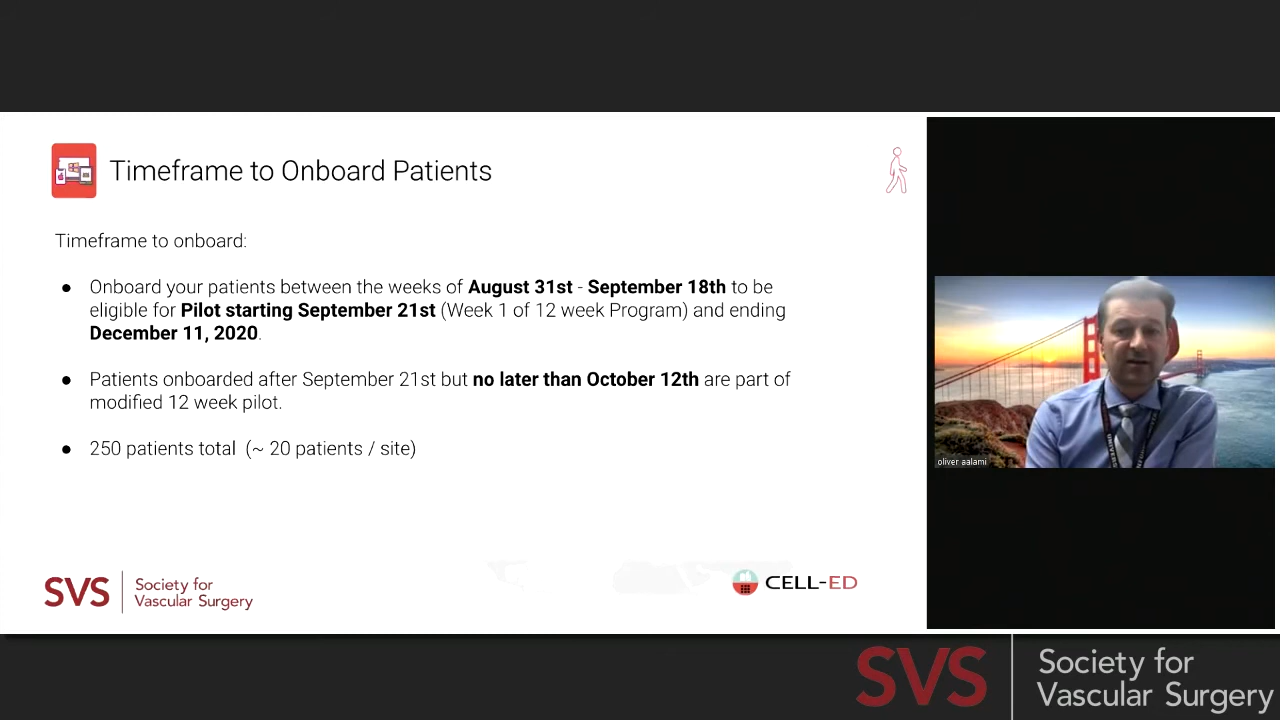 Timeframe to Onboard Patients
Timeframe to onboard:
● Onboard your patients between the weeks of August 31st - September 18th to be
eligible for Pilot starting September 21st (Week 1 of 12 week Program) and ending
December 11, 2020.
● Patients onboarded after September 21st but no later than October 12th are part of
modified 12 week pilot.
● 250 patients total (~ 20 patients / site)
SVS
Society for
Vascular Surgery
CELL-ED
oliver aalami
SVS
Society for
Vascular Surgery